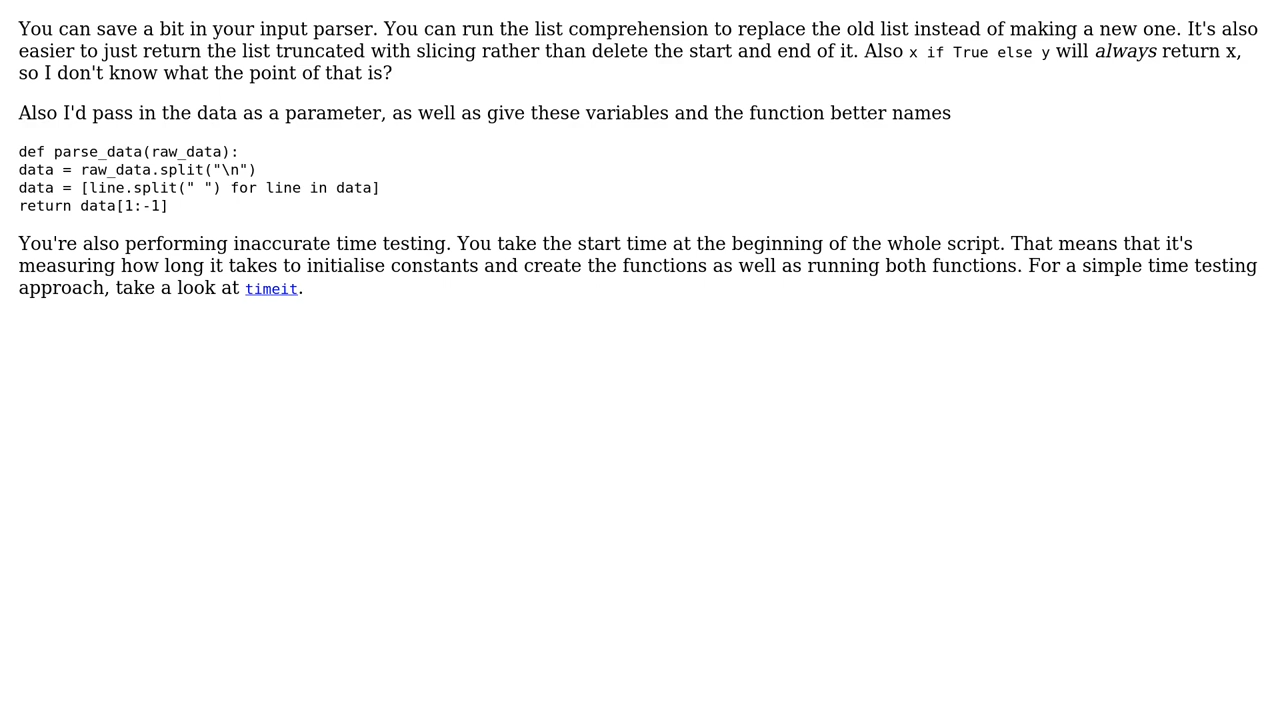 You can save a bit in your input parser. You can run the list comprehension to replace the old list instead of making a new one. It's also
easier to just return the list truncated with slicing rather than delete the start and end of it. Also x if True else y will always return x,
so I don't know what the point of that is?
Also I'd pass in the data as a parameter, as well as give these variables and the function better names
def parse_data(raw_data):
data = raw_data.split("\n")
data = [line.split(" ") for line in data]
return data[1:-1]
You're also performing inaccurate time testing. You take the start time at the beginning of the whole script. That means that it's
measuring how long it takes to initialise constants and create the functions as well as running both functions. For a simple time testing
approach, take a look at timeit.